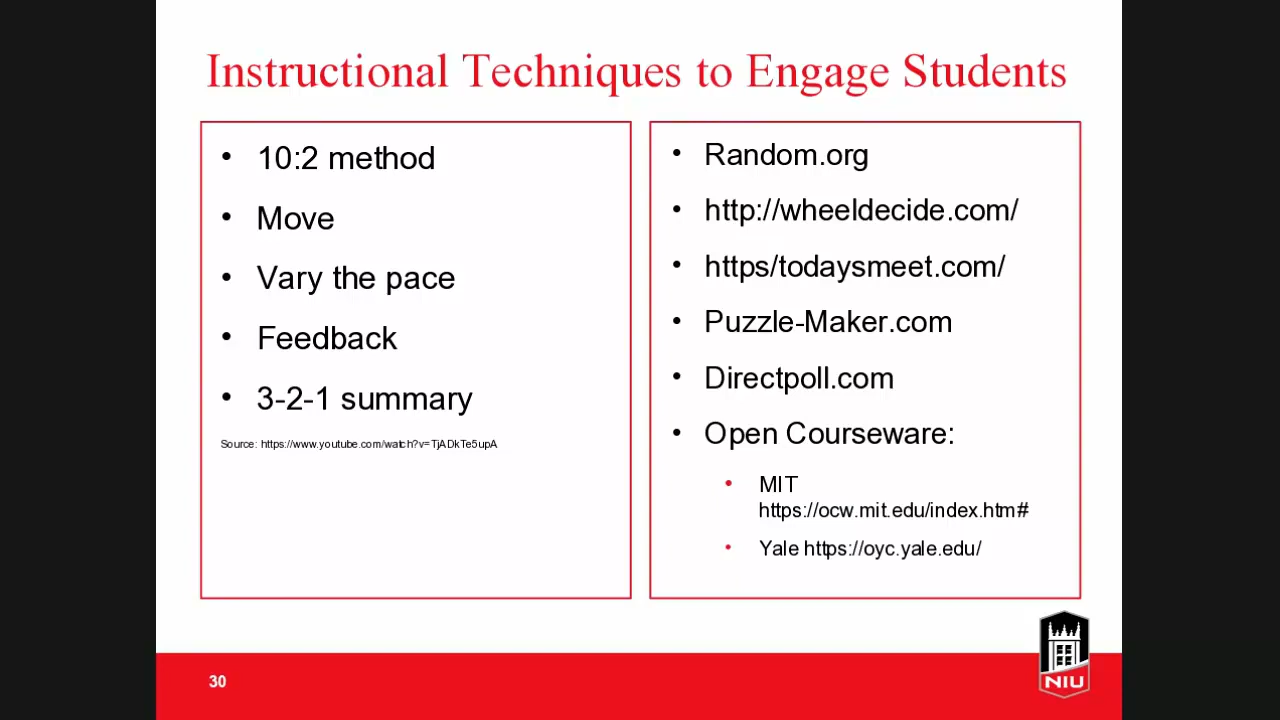 Instructional Techniques to Engage Students
• 10:2 method
• Move
• Vary the pace
• Feedback
• 3-2-1 summary
Source: https://www.youtube.com/watch?v=TjADkTe5upA
• Random.org
• http://wheeldecide.com/
• https/todaysmeet.com/
• Puzzle-Maker.com
• Directpoll.com
• Open Courseware:
• MIT
https://ocw.mit.edu/index.htm#
• Yale https://oyc.yale.edu/
30
NIU